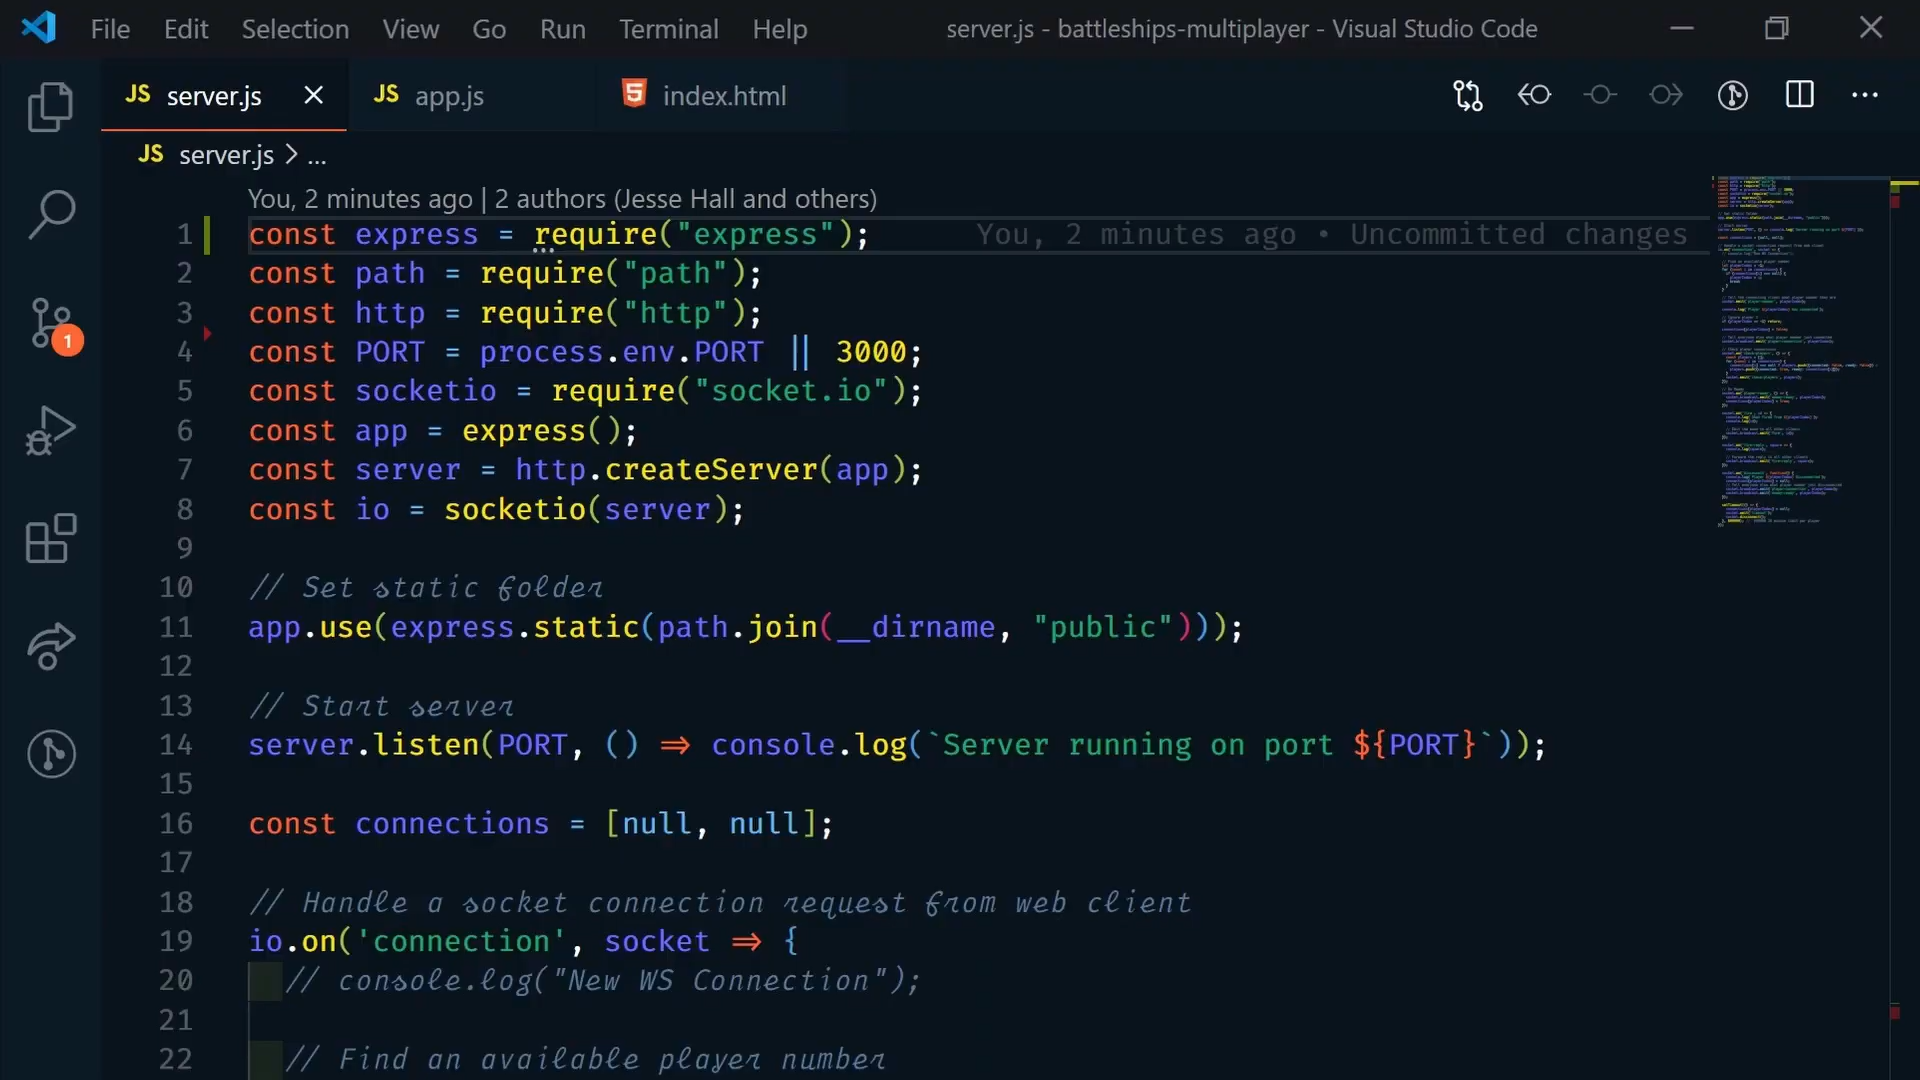 File Edit Selection View Go Run Terminal Help server.js - battleships-multiplayer - Visual Studio Code
JS server.js JS app.js 5 index.html
JS server.js > ...
You, 2 minutes ago | 2 authors (Jesse Hall and others)
1 const express = require("express"); You, 2 minutes ago • Uncommitted changes
2 const path = require("path");
3 const http = require("http");
1
4 const PORT = process.env.PORT || 3000;
5 const socketio = require("socket.io");
6 const app = express();
7 const server = http.createServer(app);
8 const io = socketio(server);
9
10 // Set static folder
11 app.use(express.static(path.join(__dirname, "public")));
12
13 // Start server
14 server.listen(PORT, () => console.log(`Server running on port ${PORT}`));
15
16 const connections = [null, null];
17
18 // Handle a socket connection request from web client
19 io.on('connection', socket => {
20 // console.log("New WS Connection");
21
22 // Find an available player number